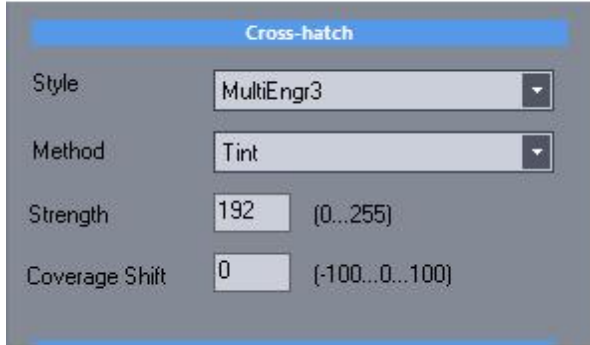 Cross-hatch
Style MultiEngr3
Method Tint
Strength 192 (0...255)
Coverage Shift 0 (-100...0...100)